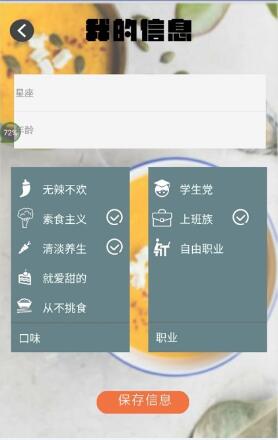 我的信息
星座
72%
年龄
无辣不欢
素食主义
清淡养生
就爱甜的
从不挑食
口味
学生党
上班族
自由职业
职业
保存信息